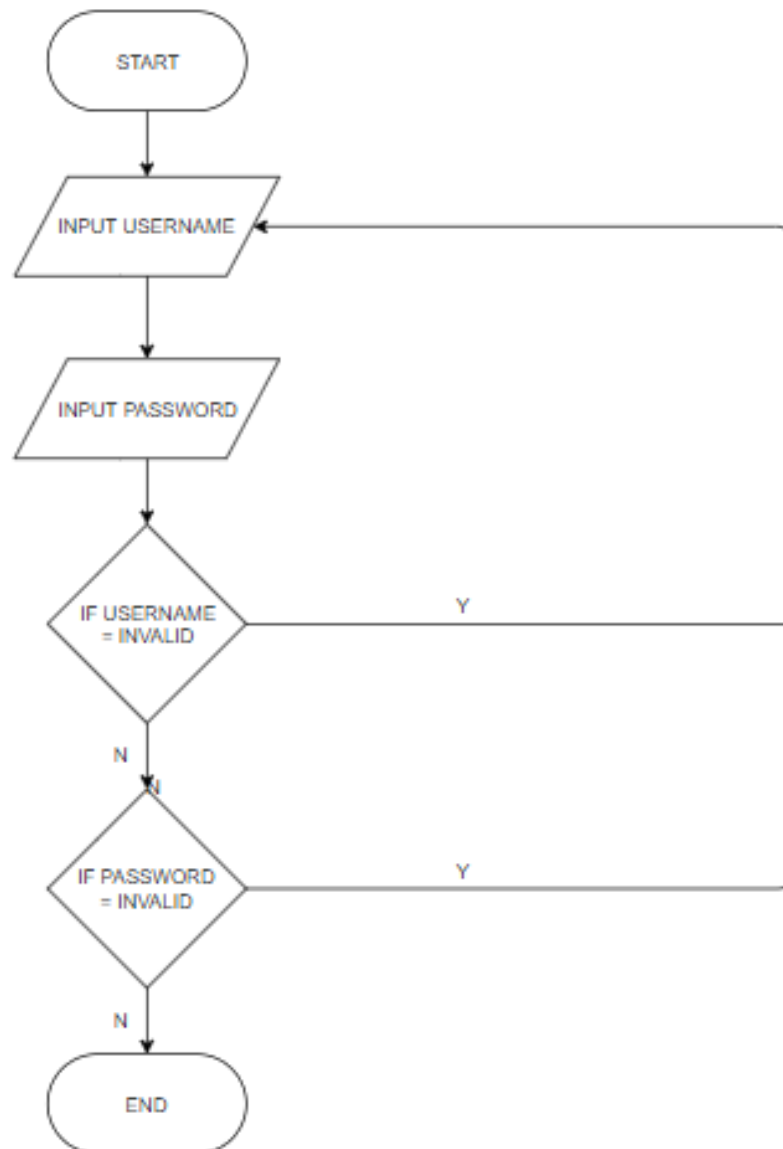 START
INPUT USERNAME
INPUT PASSWORD
IF USERNAME
= INVALID
Y
N
N
IF PASSWORD
= INVALID
Y
N
END